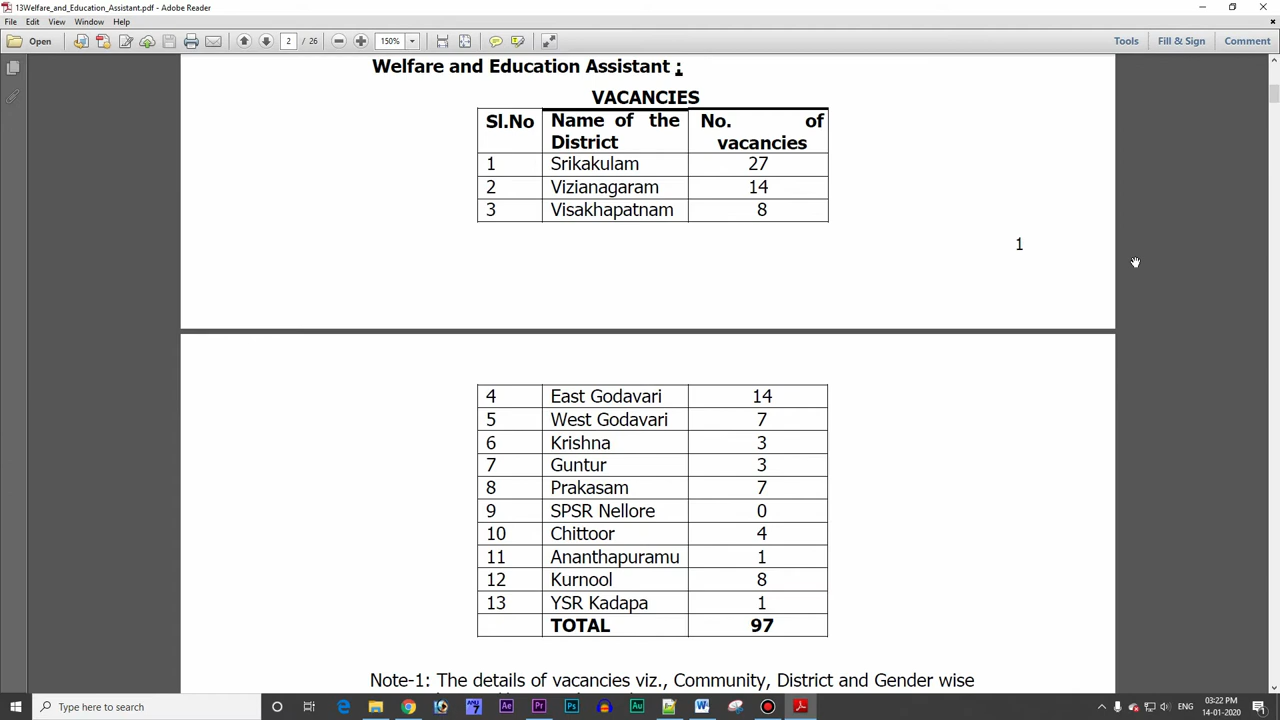 13Welfare_and_Education_Assistant.pdf - Adobe Reader
File Edit View Window Help
Open 2 / 26 150% Tools Fill & Sign Comment
Welfare and Education Assistant :
VACANCIES
Sl.No Name of the District No. of vacancies
1 Srikakulam 27
2 Vizianagaram 14
3 Visakhapatnam 8
1
4 East Godavari 14
5 West Godavari 7
6 Krishna 3
7 Guntur 3
8 Prakasam 7
9 SPSR Nellore 0
10 Chittoor 4
11 Ananthapuramu 1
12 Kurnool 8
13 YSR Kadapa 1
TOTAL 97
Note-1: The details of vacancies viz., Community, District and Gender wise
Type here to search
Ae Pr Ps Au W
ENG 03:22 PM
14-01-2020